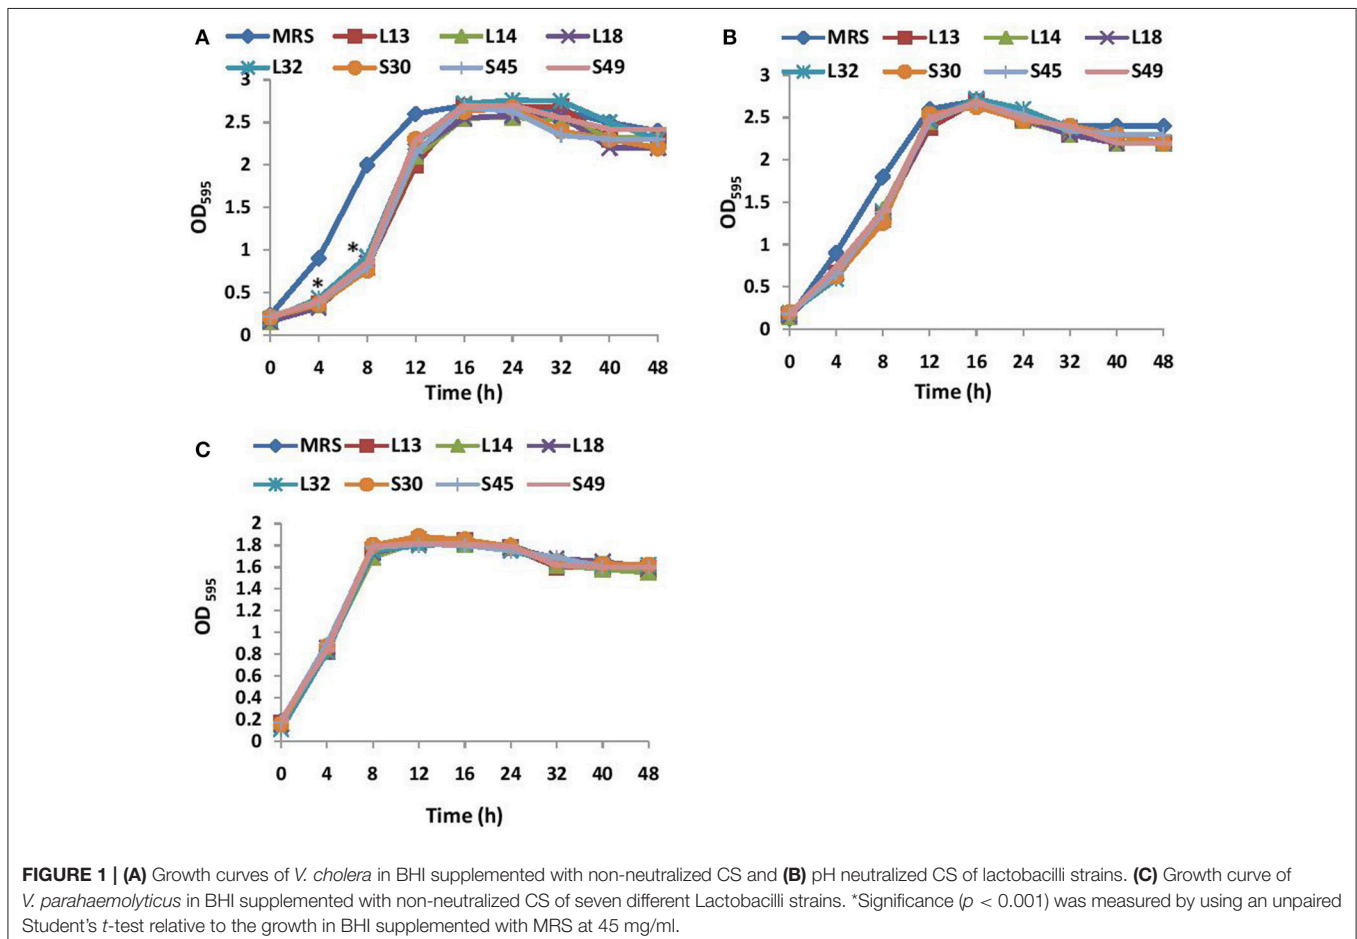 A
MRS L13 L14 L18
L32 S30 S45 S49
3
2.5
2
1.5
1
0.5
0
OD595
*
*
0 4 8 12 16 24 32 40 48
Time (h)
B
MRS L13 L14 L18
L32 S30 S45 S49
3
2.5
2
1.5
1
0.5
0
OD595
0 4 8 12 16 24 32 40 48
Time (h)
C
MRS L13 L14 L18
L32 S30 S45 S49
2
1.8
1.6
1.4
1.2
1
0.8
0.6
0.4
0.2
0
OD 595
0 4 8 12 16 24 32 40 48
Time (h)
FIGURE 1 | (A) Growth curves of V. cholera in BHI supplemented with non-neutralized CS and (B) pH neutralized CS of lactobacilli strains. (C) Growth curve of
V. parahaemolyticus in BHI supplemented with non-neutralized CS of seven different Lactobacilli strains. *Significance (p < 0.001) was measured by using an unpaired
Student's t-test relative to the growth in BHI supplemented with MRS at 45 mg/ml.